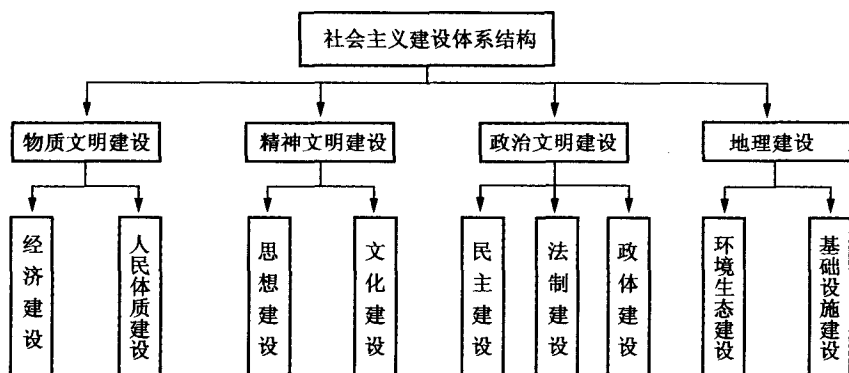 社会主义建设体系结构
物质文明建设
精神文明建设
政治文明建设
地理建设
经济建设
人民体质建设
思想建设
文化建设
民主建设
法制建设
政体建设
环境生态建设
基础设施建设